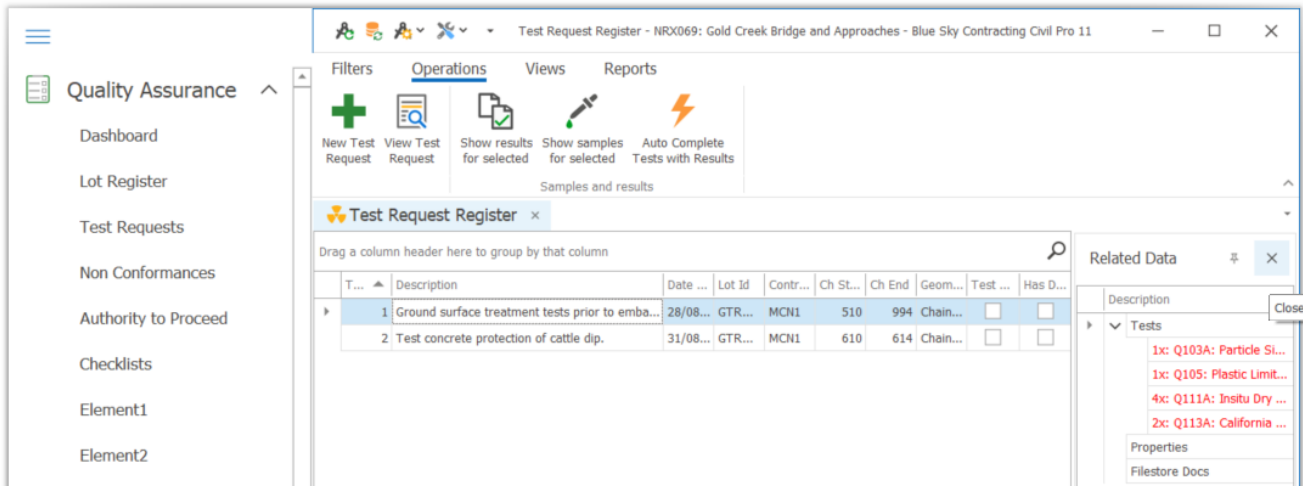 Test Request Register - NRX069: Gold Creek Bridge and Approaches - Blue Sky Contracting Civil Pro 11
Quality Assurance
Dashboard
Lot Register
Test Requests
Non Conformances
Authority to Proceed
Checklists
Element1
Element2
Filters Operations Views Reports
New Test Request
View Test Request
Show results for selected
Show samples for selected
Auto Complete Tests with Results
Samples and results
Test Request Register
Drag a column header here to group by that column
T... Description Date ... Lot Id Contr... Ch St... Ch End Geom... Test ... Has D...
1 Ground surface treatment tests prior to emba... 28/08... GTR... MCN1 510 994 Chain...
2 Test concrete protection of cattle dip. 31/08... GTR... MCN1 610 614 Chain...
Related Data
Close
Description
Tests
1x: Q103A: Particle Si...
1x: Q105: Plastic Limit...
4x: Q111A: Insitu Dry ...
2x: Q113A: California ...
Properties
Filestore Docs